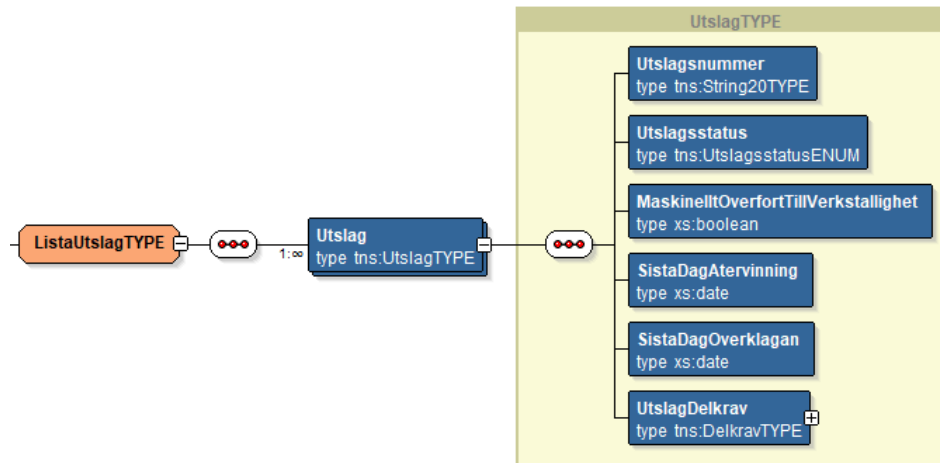 UtslagTYPE
Utslagsnummer
type tns:String20TYPE
Utslagsstatus
type tns:UtslagsstatusENUM
MaskinelltOverfortTillVerkstallighet
type xs:boolean
ListaUtslagTYPE
1:∞
Utslag
type tns:UtslagTYPE
SistaDagAtervinning
type xs:date
SistaDagOverklagan
type xs:date
UtslagDelkrav
type tns:DelkravTYPE